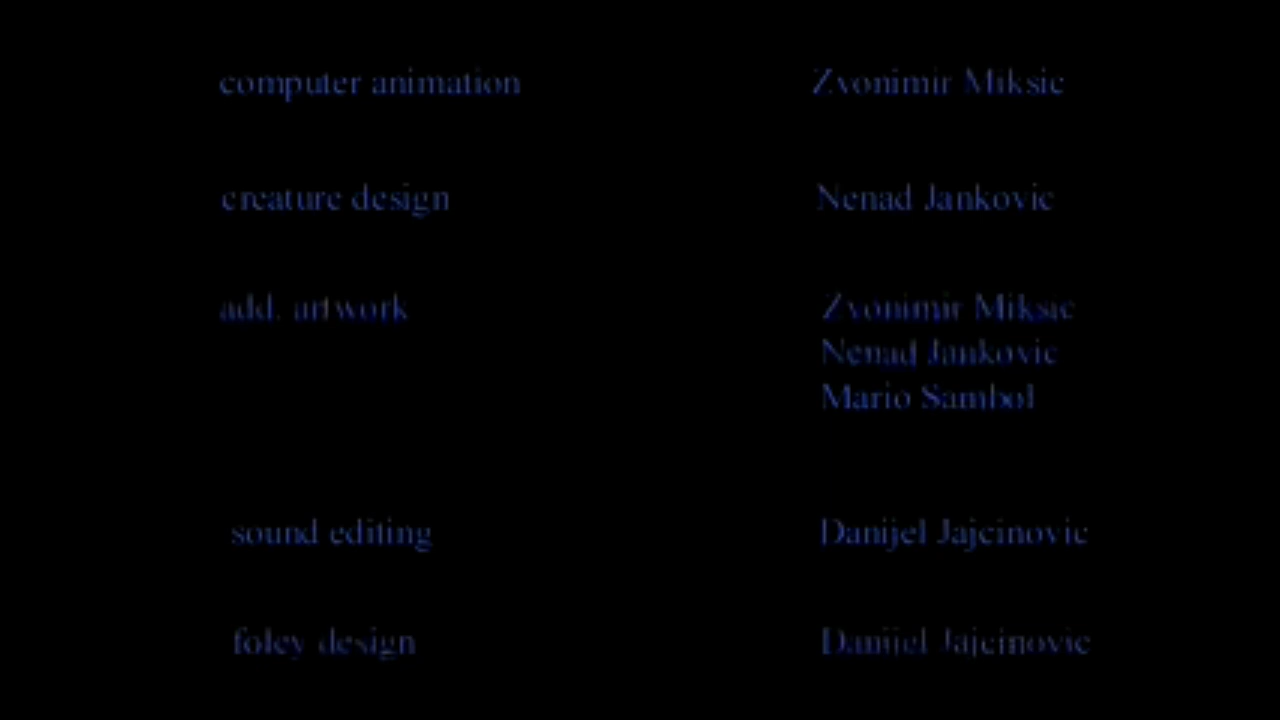 computer animation Zvonimir Miksic
creature design Nenad Jankovic
add. artwork Zvonimir Miksic
Nenad Jankovic
Mario Sambol
sound editing Danijel Jajcinovic
foley design Danijel Jajcinovic